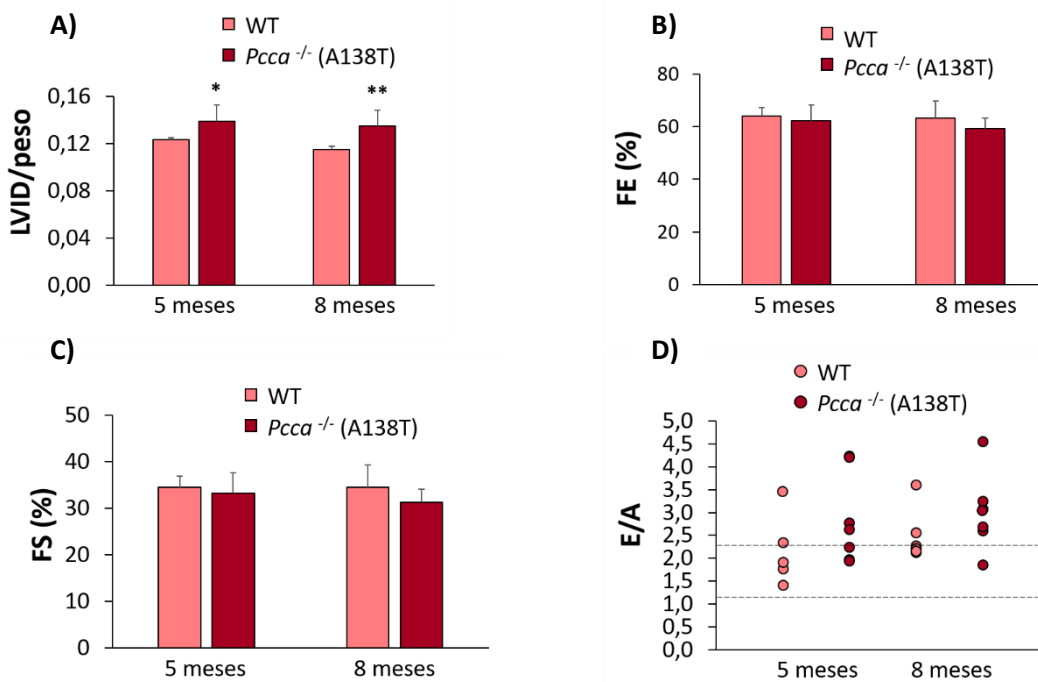 A)
WT
Pcca -/- (A138T)
LVID/peso
0,16
0,12
0,08
0,04
0,00
*
**
5 meses
8 meses
B)
WT
Pcca -/- (A138T)
FE (%)
80
60
40
20
0
5 meses
8 meses
C)
WT
Pcca -/- (A138T)
FS (%)
50
40
30
20
10
0
5 meses
8 meses
D)
WT
Pcca -/- (A138T)
E/A
5,0
4,5
4,0
3,5
3,0
2,5
2,0
1,5
1,0
0,5
0,0
5 meses
8 meses